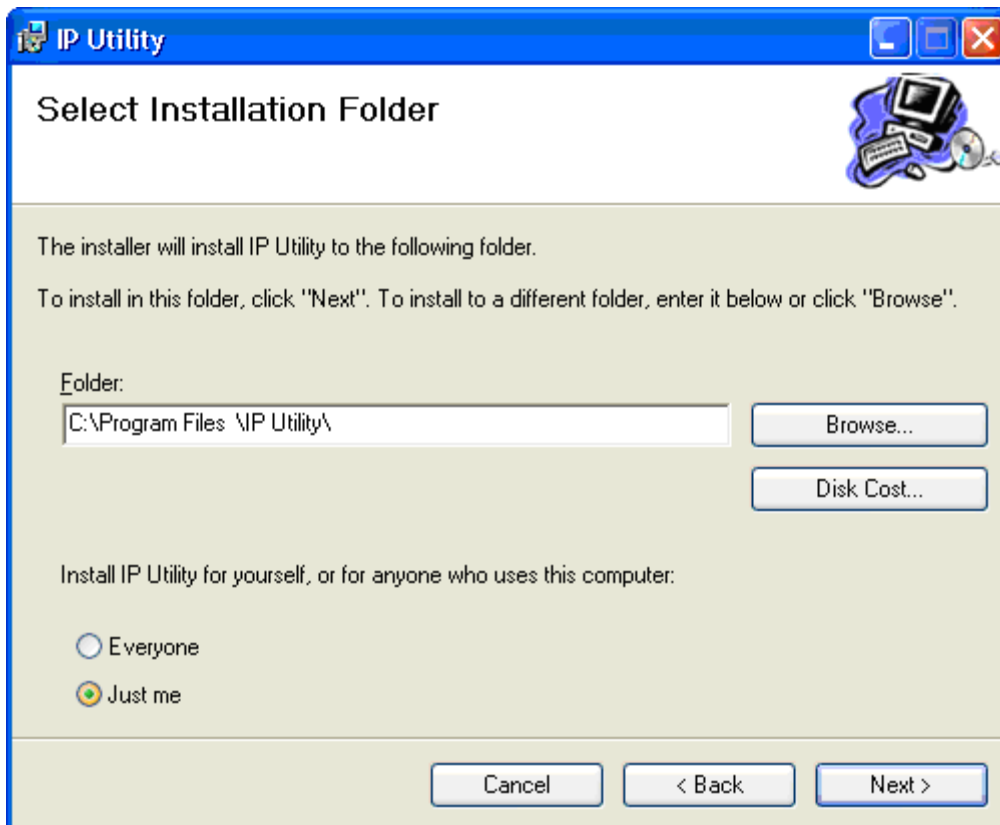 IP Utility
Select Installation Folder
The installer will install IP Utility to the following folder.
To install in this folder, click "Next". To install to a different folder, enter it below or click "Browse".
Folder:
C:\Program Files \IP Utility\
Browse...
Disk Cost...
Install IP Utility for yourself, or for anyone who uses this computer:
Everyone
Just me
Cancel
< Back
Next >